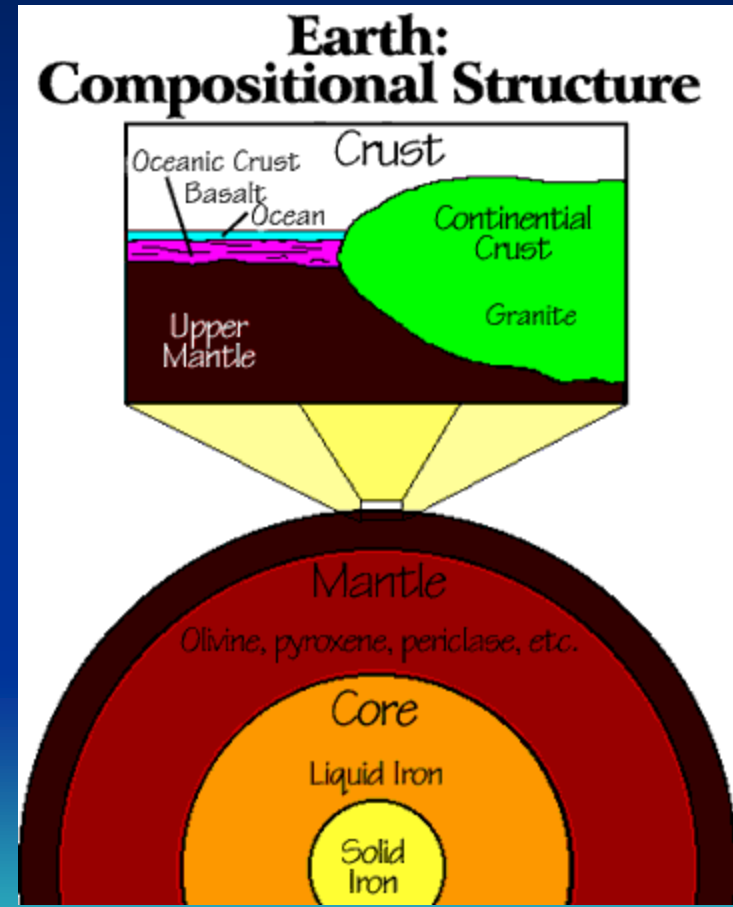 Earth:
Compositional Structure
Crust
Oceanic Crust
Basalt
Ocean
Continential
Crust
Granite
Upper
Mantle
Mantle
Olivine, pyroxene, periclase, etc.
Core
Liquid Iron
Solid
Iron